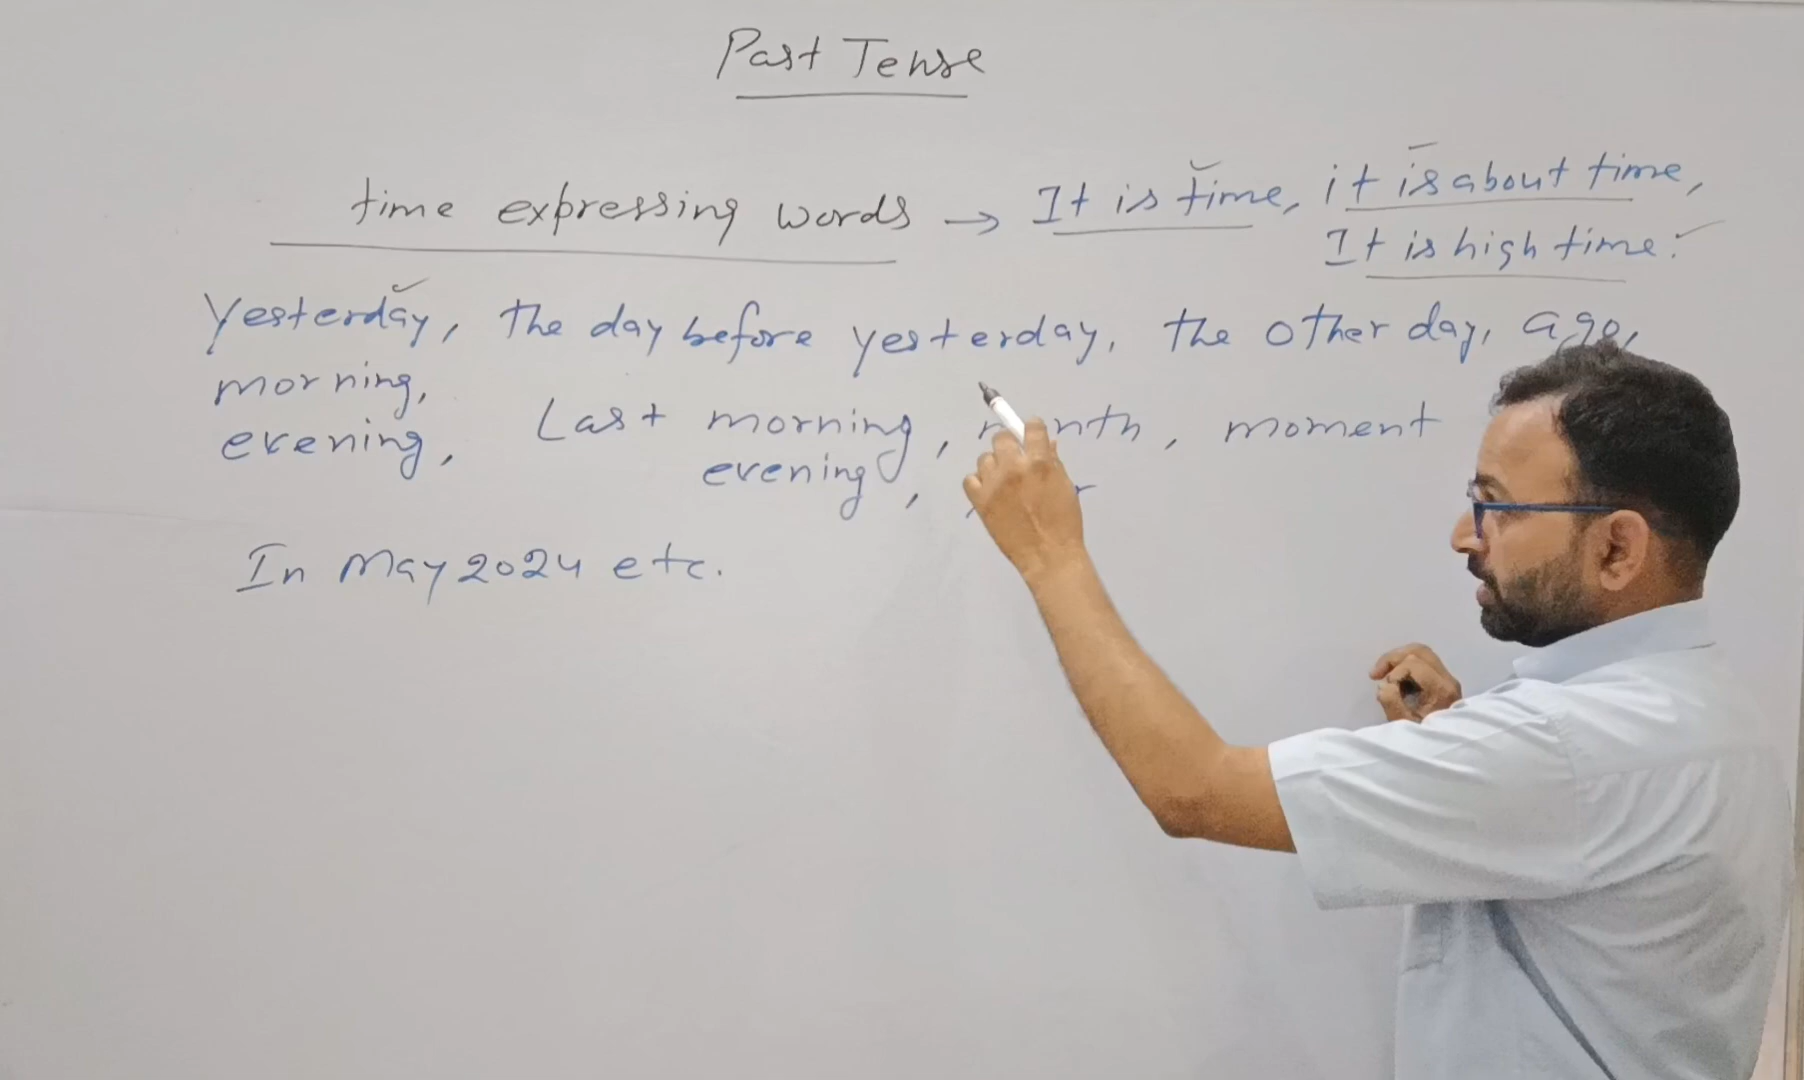 Past Tense
time expressing words → It is time, it is about time,
It is high time.
Yesterday, The day before yesterday, the other day, ago,
morning,
evening, Last morning, month, moment
evening,
In May 2024 etc.